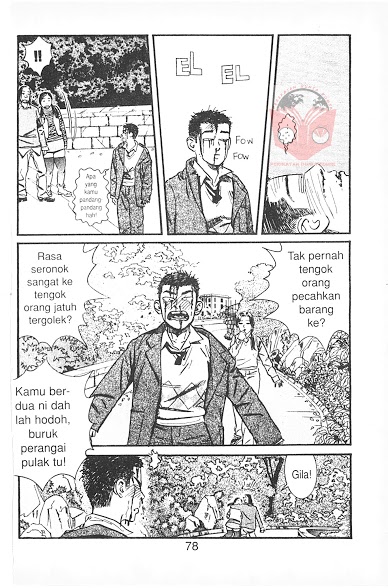 !!
Apa
yang
kamu
pandang
pandang
hah!
EL EL
FOW
FOW
Rasa
seronok
sangat ke
tengok
orang jatuh
tergolek?
Tak pernah
tengok
orang
pecahkan
barang
ke?
Kamu ber-
dua ni dah
lah hodoh,
buruk
perangai
pulak tu!
Gila!
78